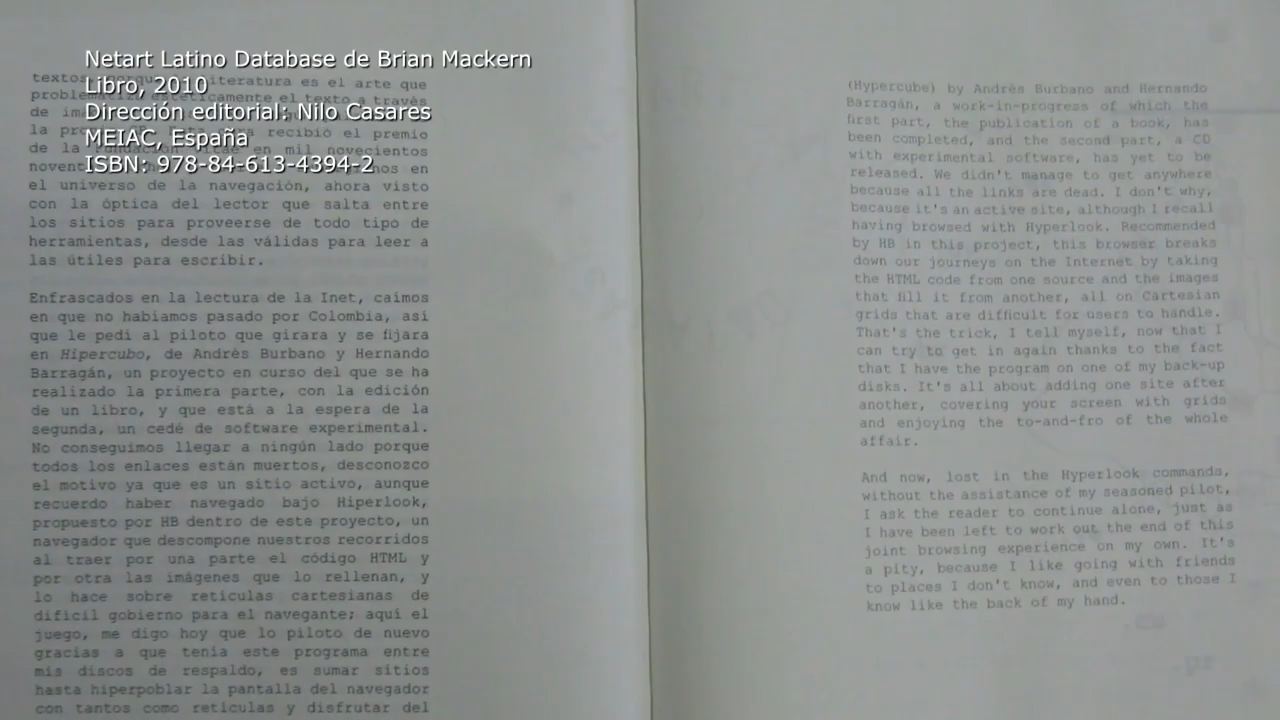 Netart Latino Database de Brian Mackern
Libro, 2010
Dirección editorial: Nilo Casares
MEIAC, España
ISBN: 978-84-613-4394-2
literatura es el arte que
estéticamente el texto a través
de
la recibió el premio
de la Fundación Vitae en mil novecientos
en
el universo de la navegación, ahora visto
con la óptica del lector que salta entre
los sitios para proveerse de todo tipo de
herramientas, desde las válidas para leer a
las útiles para escribir.
Enfrascados en la lectura de la Inet, caímos
en que no habíamos pasado por Colombia, así
que le pedí al piloto que girara y se fijara
en Hipercubo, de Andrés Burbano y Hernando
Barragán, un proyecto en curso del que se ha
realizado la primera parte, con la edición
de un libro, y que está a la espera de la
segunda, un cedé de software experimental.
No conseguimos llegar a ningún lado porque
todos los enlaces están muertos, desconozco
el motivo ya que es un sitio activo, aunque
recuerdo haber navegado bajo Hiperlook,
propuesto por HB dentro de este proyecto, un
navegador que descompone nuestros recorridos
al traer por una parte el código HTML y
por otra las imágenes que lo rellenan, y
lo hace sobre retículas cartesianas de
difícil gobierno para el navegante; aquí el
juego, me digo hoy que lo piloto de nuevo
gracias a que tenía este programa entre
mis discos de respaldo, es sumar sitios
hasta hiperpoblar la pantalla del navegador
con tantos como retículas y disfrutar del
(Hypercube) by Andrés Burbano and Hernando
Barragán, a work-in-progress of which the
first part, the publication of a book, has
been completed, and the second part, a CD
with experimental software, has yet to be
released. We didn't manage to get anywhere
because all the links are dead. I don't why,
because it's an active site, although I recall
having browsed with Hyperlook. Recommended
by HB in this project, this browser breaks
down our journeys on the Internet by taking
the HTML code from one source and the images
that fill it from another, all on Cartesian
grids that are difficult for users to handle.
That's the trick, I tell myself, now that I
can try to get in again thanks to the fact
that I have the program on one of my back-up
disks. It's all about adding one site after
another, covering your screen with grids
and enjoying the to-and-fro of the whole
affair.
And now, lost in the Hyperlook commands,
without the assistance of my seasoned pilot,
I ask the reader to continue alone, just as
I have been left to work out the end of this
joint browsing experience on my own. It's
a pity, because I like going with friends
to places I don't know, and even to those I
know like the back of my hand.